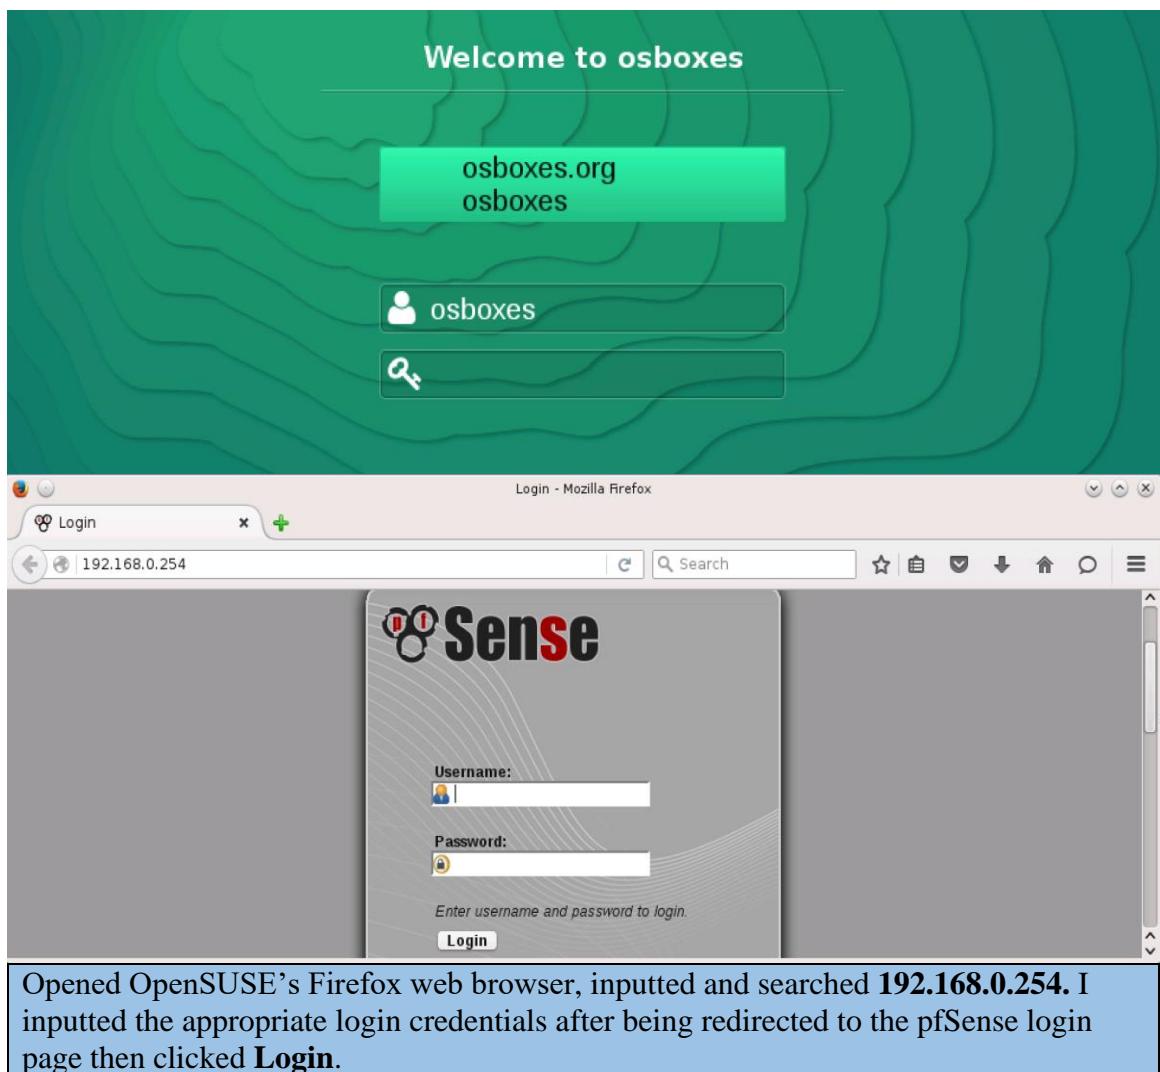 Welcome to osboxes
osboxes.org
osboxes
osboxes
Login - Mozilla Firefox
Login
192.168.0.254
Search
pf Sense
Username:
Password:
Enter username and password to login.
Login
Opened OpenSUSE’s Firefox web browser, inputted and searched 192.168.0.254. I
inputted the appropriate login credentials after being redirected to the pfSense login
page then clicked Login.